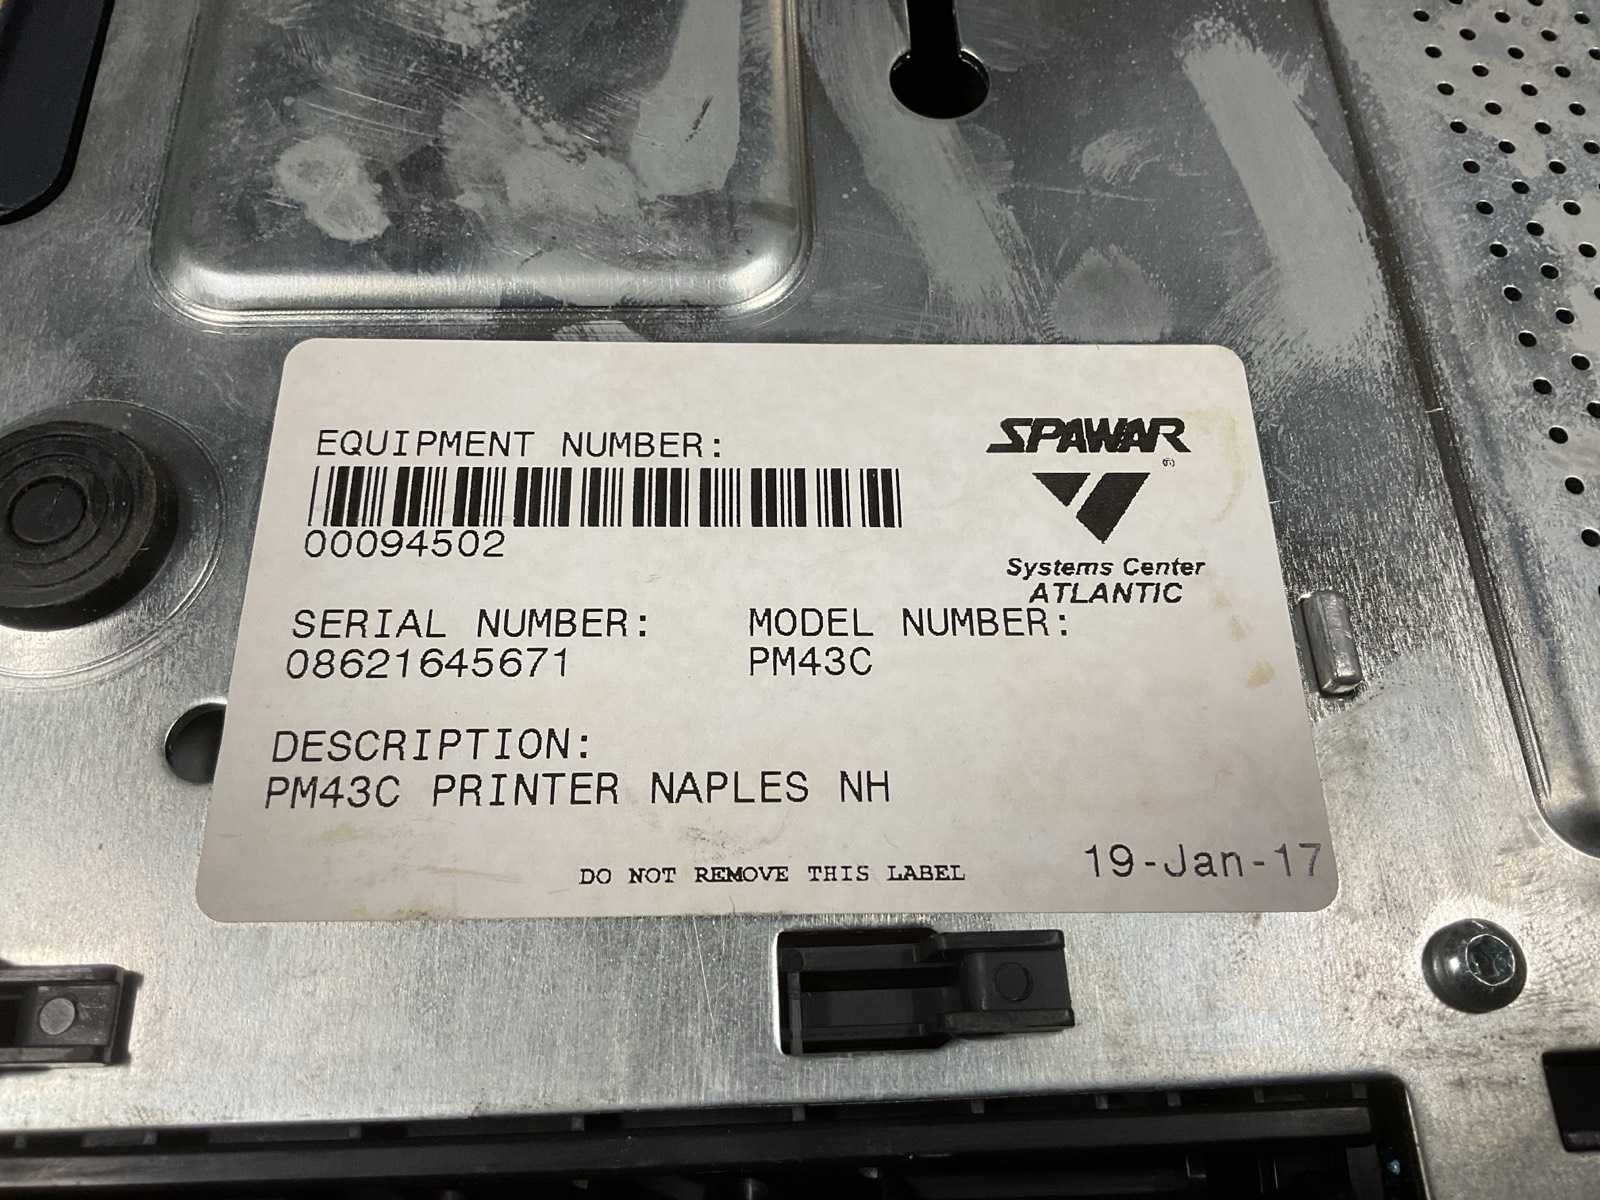 EQUIPMENT NUMBER:
00094502
SPAWAR
®
Systems Center
ATLANTIC
SERIAL NUMBER:
08621645671
MODEL NUMBER:
PM43C
DESCRIPTION:
PM43C PRINTER NAPLES NH
DO NOT REMOVE THIS LABEL
19-Jan-17